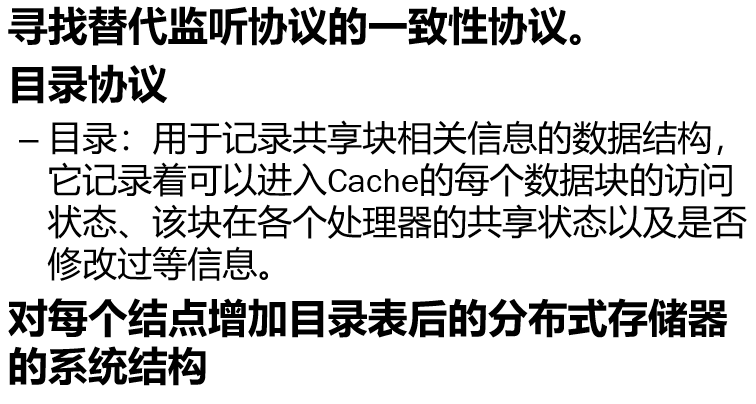 寻找替代监听协议的一致性协议。
目录协议
– 目录：用于记录共享块相关信息的数据结构，
它记录着可以进入Cache的每个数据块的访问
状态、该块在各个处理器的共享状态以及是否
修改过等信息。
对每个结点增加目录表后的分布式存储器
的系统结构